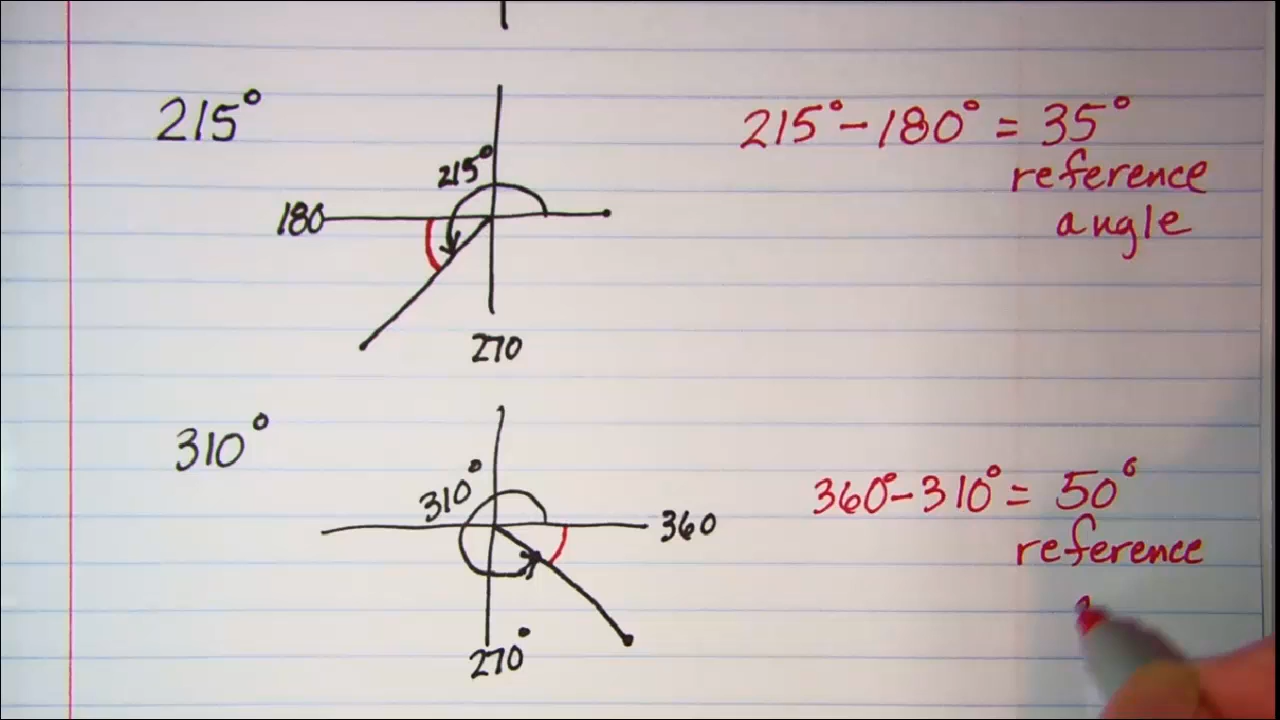 215°
215° - 180° = 35°
reference
angle
215°
180
270
310°
360° - 310° = 50°
reference
310°
360
270°